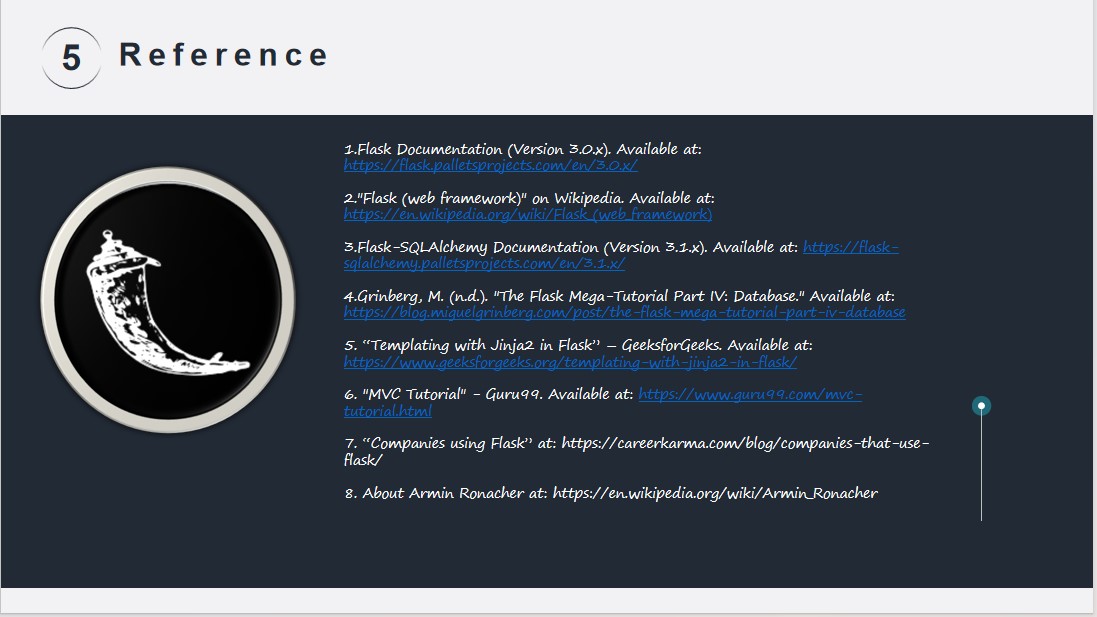 5
Reference
1.Flask Documentation (Version 3.0.x). Available at:
https://flask.palletsprojects.com/en/3.0.x/
2."Flask (web framework)" on Wikipedia. Available at:
https://en.wikipedia.org/wiki/Flask_(web_framework)
3.Flask-SQLAlchemy Documentation (Version 3.1.x). Available at: https://flask-
sqlalchemy.palletsprojects.com/en/3.1.x/
4.Grinberg, M. (n.d.). "The Flask Mega-Tutorial Part IV: Database." Available at:
https://blog.miguelgrinberg.com/post/the-flask-mega-tutorial-part-iv-database
5. “Templating with Jinja2 in Flask” – GeeksforGeeks. Available at:
https://www.geeksforgeeks.org/templating-with-jinja2-in-flask/
6. "MVC Tutorial" - Guru99. Available at: https://www.guru99.com/mvc-
tutorial.html
7. “Companies using Flask” at: https://careerkarma.com/blog/companies-that-use-
flask/
8. About Armin Ronacher at: https://en.wikipedia.org/wiki/Armin_Ronacher